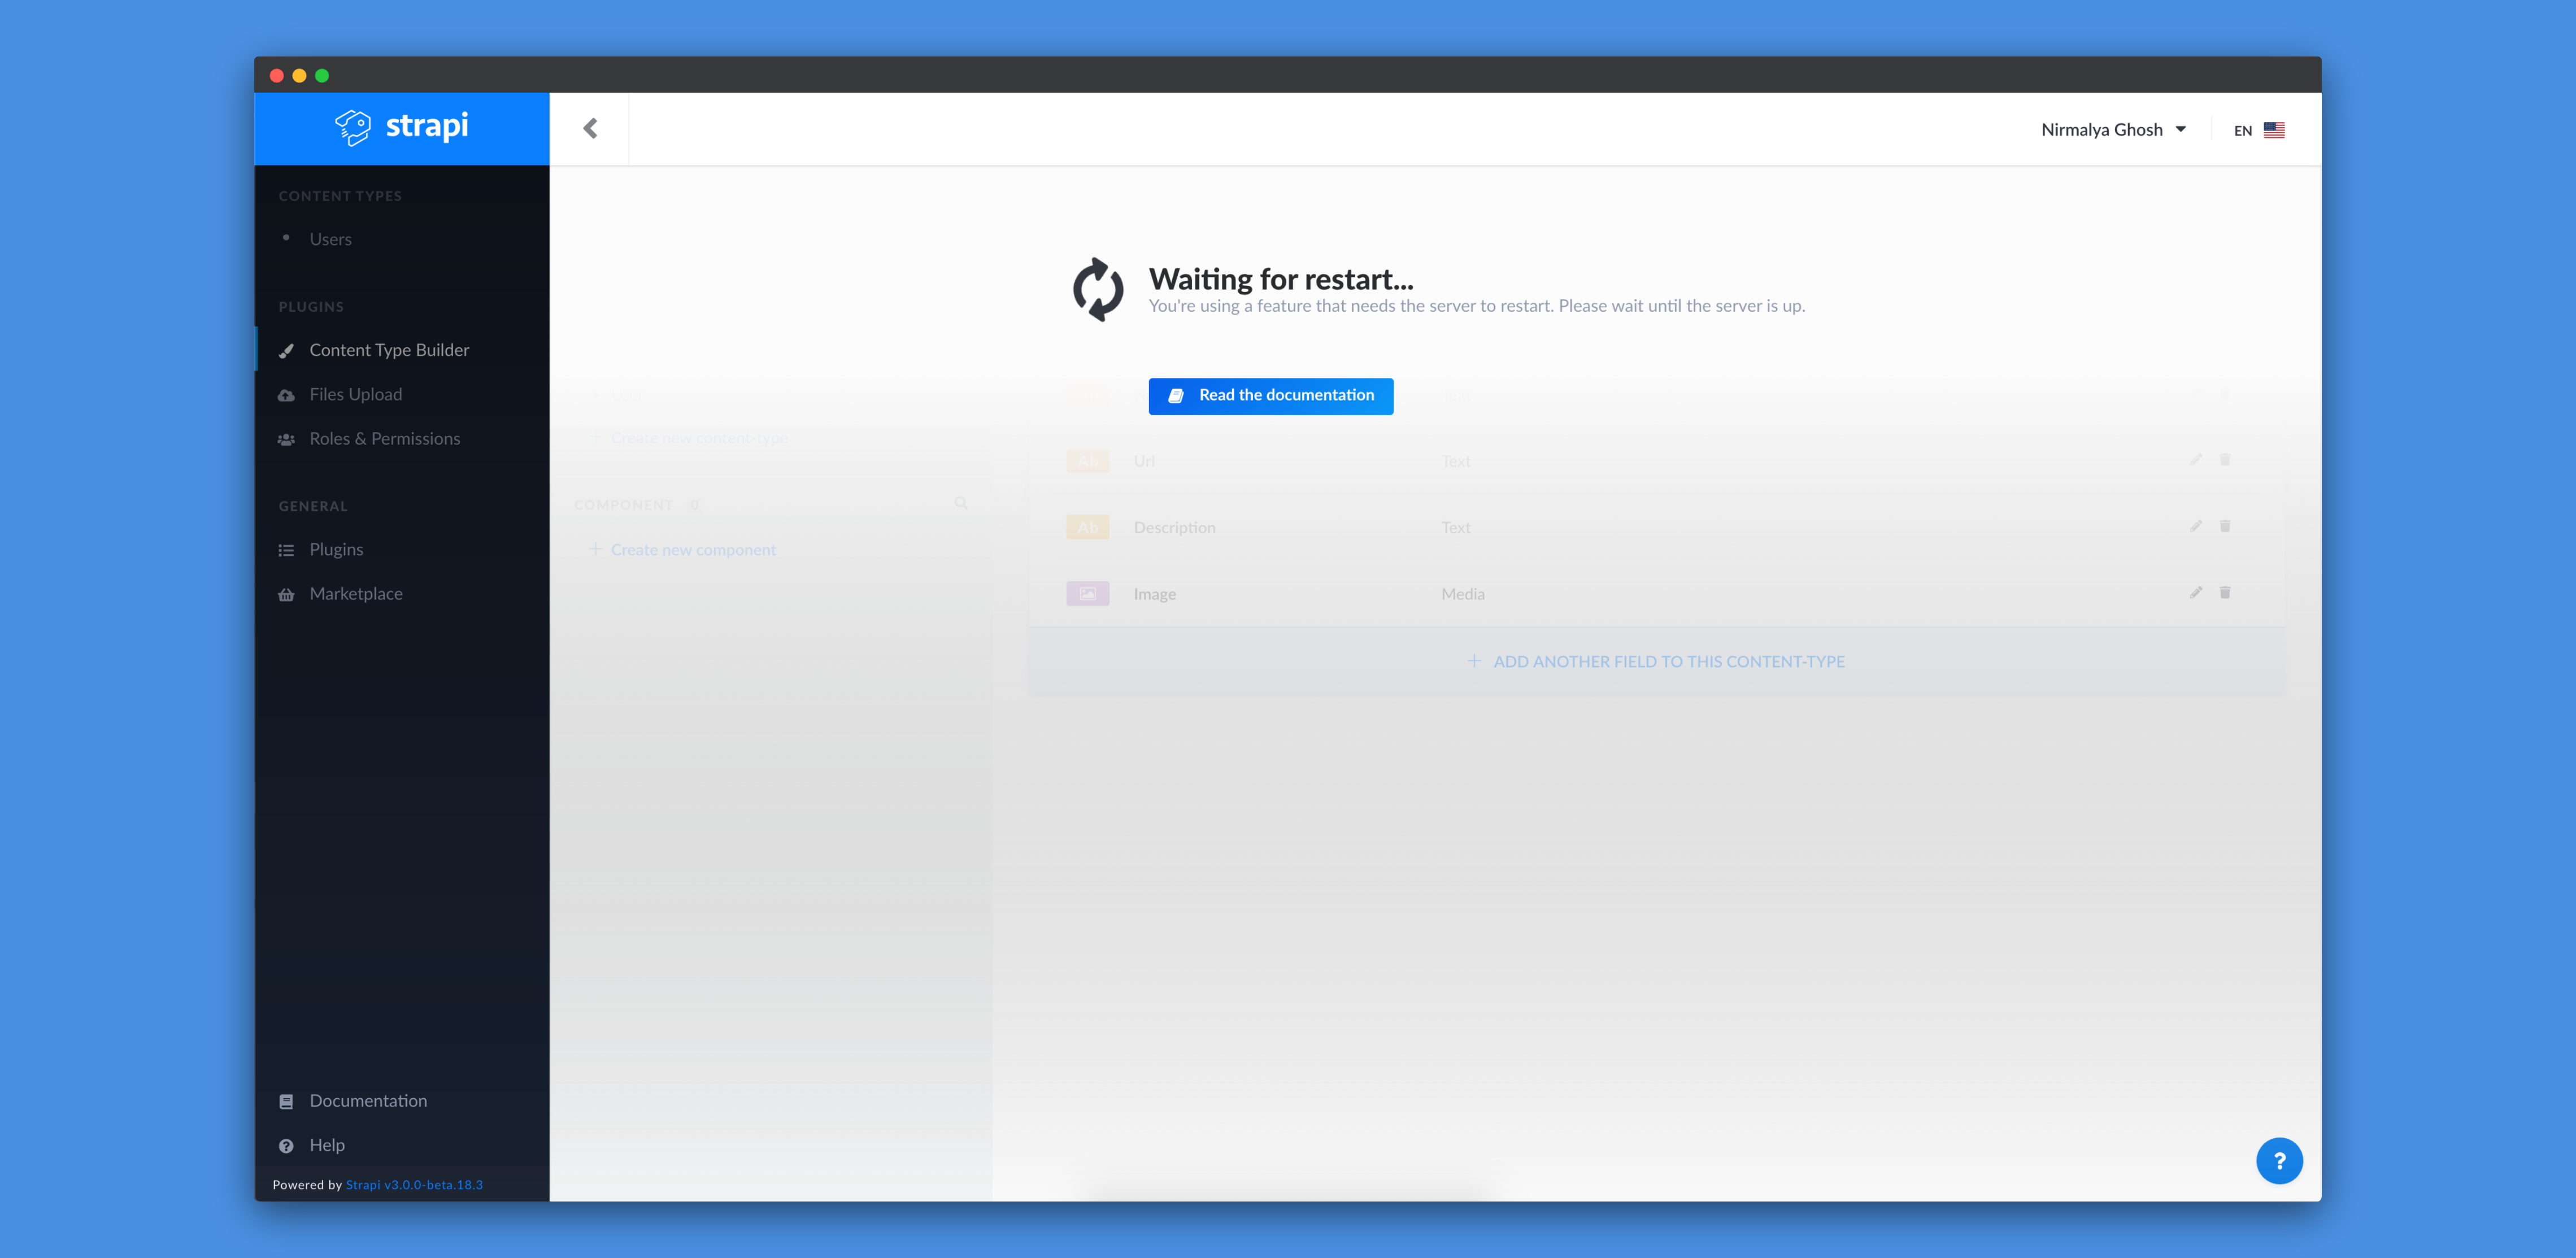 strapi
Nirmalya Ghosh
EN
CONTENT TYPES
Users
PLUGINS
Content Type Builder
Files Upload
Roles & Permissions
GENERAL
Plugins
Marketplace
Documentation
Help
Powered by Strapi v3.0.0-beta.18.3
Waiting for restart...
You're using a feature that needs the server to restart. Please wait until the server is up.
Read the documentation
+ Create new content-type
COMPONENT 0
+ Create new component
Ab Url Text
Ab Description Text
Image Media
+ ADD ANOTHER FIELD TO THIS CONTENT-TYPE
?